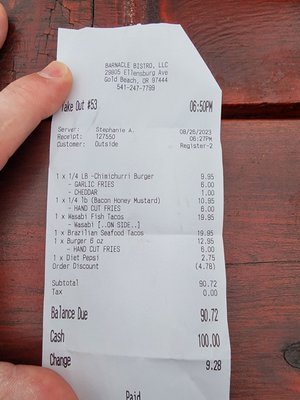 BARNACLE BISTRO, LLC
29805 Ellensburg Ave
Gold Beach, OR 97444
541-247-7799
Take Out #53 06:50PM
Server: Stephanie A. 08/26/2023
Receipt: 127550 06:27PM
Customer: Outside Register-2
1 x 1/4 LB -Chimichurri Burger 9.95
- GARLIC FRIES 6.00
- CHEDDAR 1.00
1 x 1/4 lb (Bacon Honey Mustard) 10.95
- HAND CUT FRIES 6.00
1 x Wasabi Fish Tacos 19.95
- Wasabi [..ON SIDE..]
1 x Brazilian Seafood Tacos 19.95
1 x Burger 6 oz 12.95
- HAND CUT FRIES 6.00
1 x Diet Pepsi 2.75
Order Discount (4.78)
Subtotal 90.72
Tax 0.00
Balance Due 90.72
Cash 100.00
Change 9.28
Paid